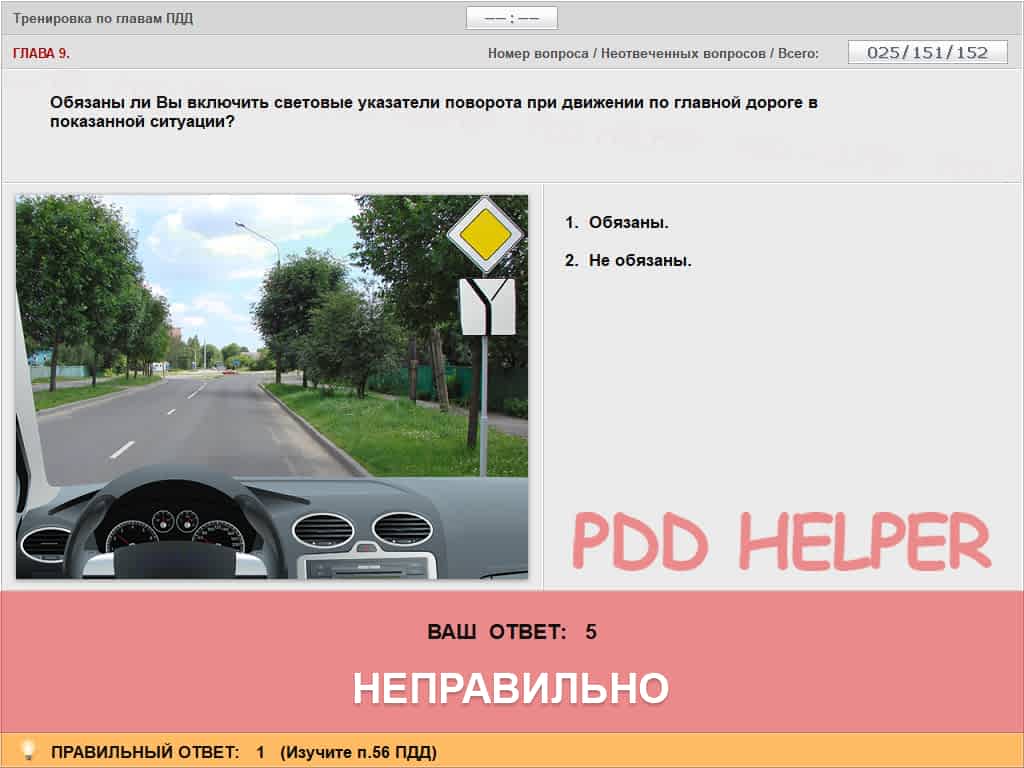 Тренировка по главам ПДД
—— : ——
ГЛАВА 9.
Номер вопроса / Неотвеченных вопросов / Всего:
025/151/152
Обязаны ли Вы включить световые указатели поворота при движении по главной дороге в
показанной ситуации?
1. Обязаны.
2. Не обязаны.
PDD HELPER
ВАШ ОТВЕТ: 5
НЕПРАВИЛЬНО
ПРАВИЛЬНЫЙ ОТВЕТ: 1 (Изучите п.56 ПДД)